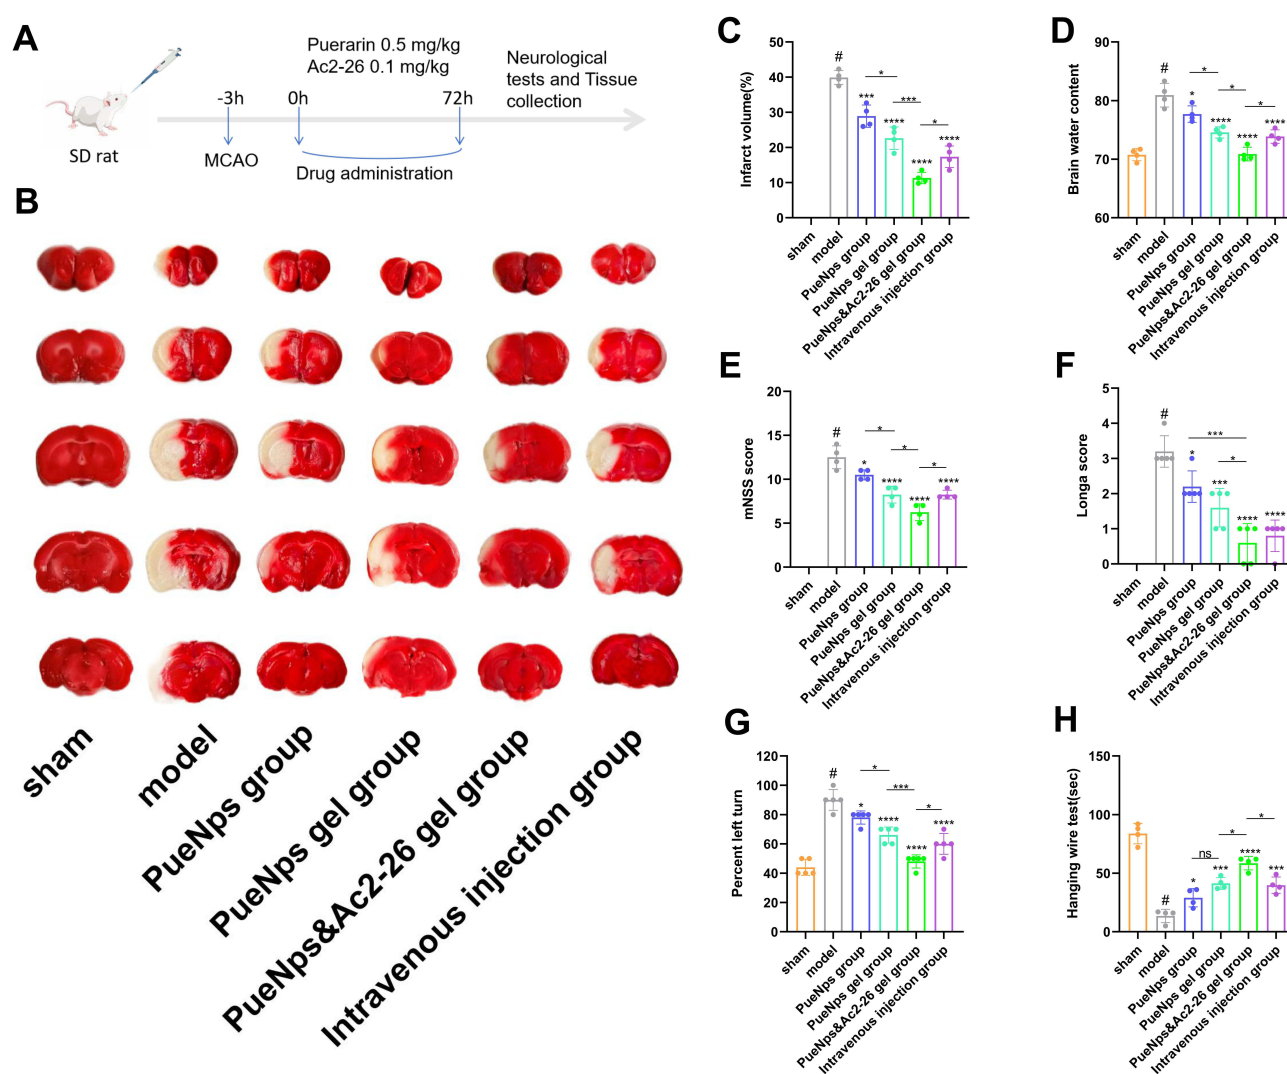 A
Puerarin 0.5 mg/kg
Ac2-26 0.1 mg/kg
Neurological
tests and Tissue
collection
-3h
0h
72h
SD rat
MCAO
Drug administration
B
sham
model
PueNps group
PueNps gel group
PueNps&Ac2-26 gel group
Intravenous injection group
C
Infarct volume(%)
50
40
30
20
10
0
#
***
****
****
****
*
***
*
sham
model
PueNps group
PueNps gel group
PueNps&Ac2-26 gel group
Intravenous injection group
D
Brain water content
90
80
70
60
#
*
****
****
****
*
*
*
sham
model
PueNps group
PueNps gel group
PueNps&Ac2-26 gel group
Intravenous injection group
E
mNSS score
20
15
10
5
0
#
*
****
****
****
*
*
*
sham
model
PueNps group
PueNps gel group
PueNps&Ac2-26 gel group
Intravenous injection group
F
Longa score
5
4
3
2
1
0
#
*
***
****
****
***
*
sham
model
PueNps group
PueNps gel group
PueNps&Ac2-26 gel group
Intravenous injection group
G
Percent left turn
120
100
80
60
40
20
0
#
*
****
****
****
*
***
*
sham
model
PueNps group
PueNps gel group
PueNps&Ac2-26 gel group
Intravenous injection group
H
Hanging wire test(sec)
150
100
50
0
#
*
***
****
***
ns
*
*
sham
model
PueNps group
PueNps gel group
PueNps&Ac2-26 gel group
Intravenous injection group